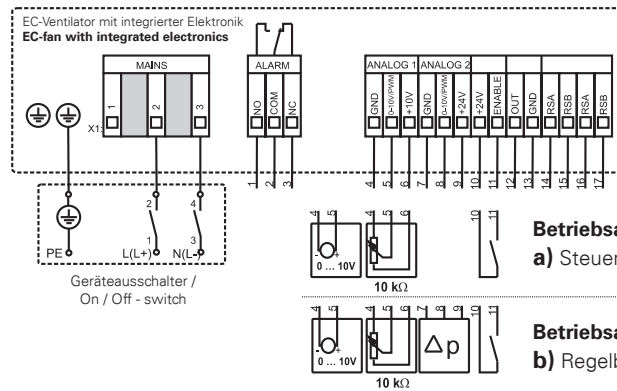 EC-Ventilator mit integrierter Elektronik
EC-fan with integrated electronics
MAINS
ALARM
ANALOG 1 ANALOG 2
1 2 3
NO COM NC
GND 0-10V/PWM +10V GND 0-10V/PWM +24V +24V ENABLE OUT GND RSA RSB RSA RSB
X1:
1 2 3
4 5 6 7 8 9 10 11 12 13 14 15 16 17
2 4
1 3
PE L(L+) N(L-)
Geräteausschalter /
On / Off - switch
4 5 4 5 6 10 11
- +
0 ... 10V
10 kΩ
Betriebsa
a) Steuer
4 5 4 5 6 7 8 9 10 11
- +
0 ... 10V
Δp
10 kΩ
Betriebsa
b) Regelb